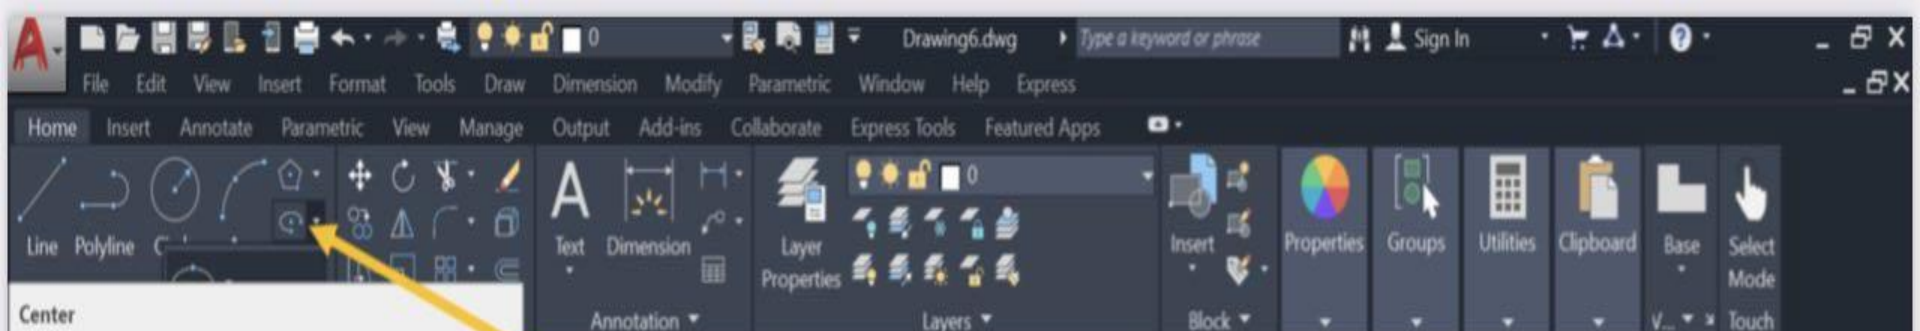 A 0 Drawing6.dwg Type a keyword or phrase Sign In
File Edit View Insert Format Tools Draw Dimension Modify Parametric Window Help Express
Home Insert Annotate Parametric View Manage Output Add-ins Collaborate Express Tools Featured Apps
0
Line Polyline Text Dimension Layer Properties Insert Properties Groups Utilities Clipboard Base Select Mode
Center Annotation Layers Block V... Touch